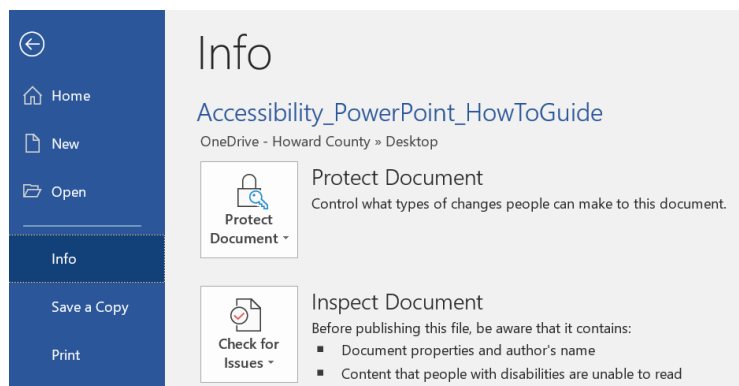 Info
Home
Accessibility_PowerPoint_HowToGuide
New
OneDrive - Howard County » Desktop
Open
Protect Document
Protect Document
Control what types of changes people can make to this document.
Info
Save a Copy
Check for Issues
Inspect Document
Before publishing this file, be aware that it contains:
Print
■ Document properties and author's name
■ Content that people with disabilities are unable to read